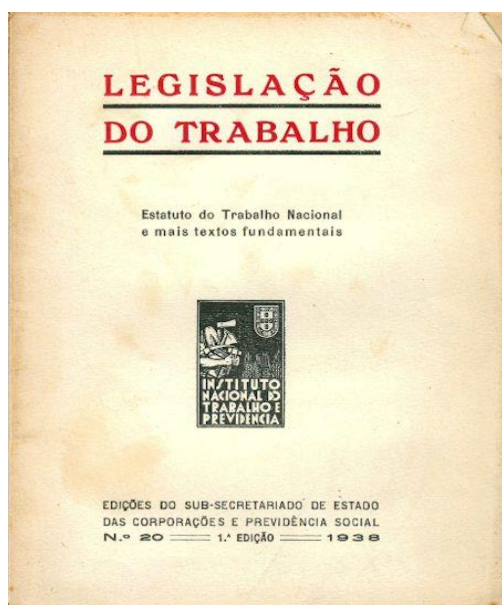 LEGISLAÇÃO
DO TRABALHO
Estatuto do Trabalho Nacional
e mais textos fundamentais
INSTITUTO
NACIONAL DO
TRABALHO E
PREVIDENCIA
EDIÇÕES DO SUB-SECRETARIADO DE ESTADO
DAS CORPORAÇÕES E PREVIDÊNCIA SOCIAL
N.º 20 1.ª EDIÇÃO 1938